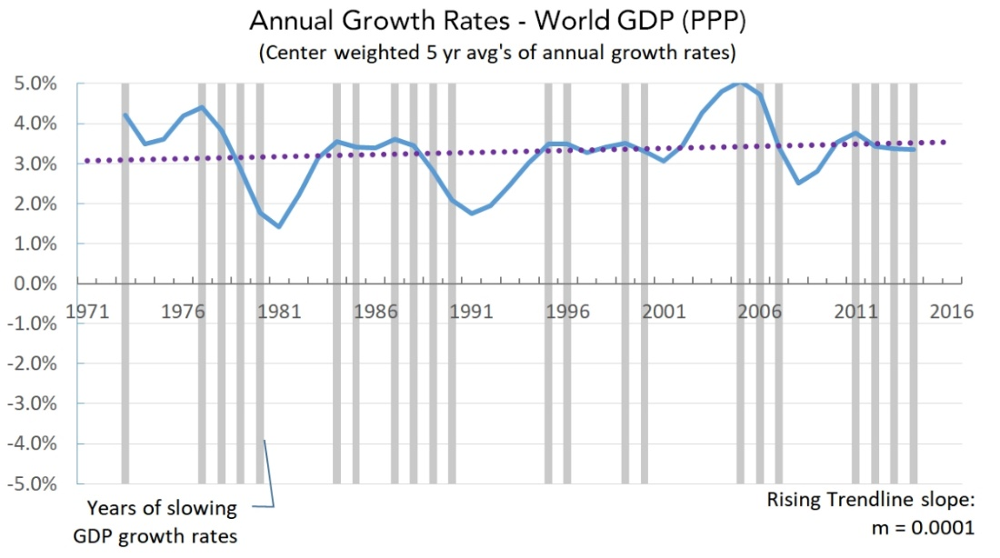 Annual Growth Rates - World GDP (PPP)
(Center weighted 5 yr avg's of annual growth rates)
5.0%
4.0%
3.0%
2.0%
1.0%
0.0%
1971 1976 1981 1986 1991 1996 2001 2006 2011 2016
-1.0%
-2.0%
-3.0%
-4.0%
-5.0%
Years of slowing
GDP growth rates
Rising Trendline slope:
m = 0.0001